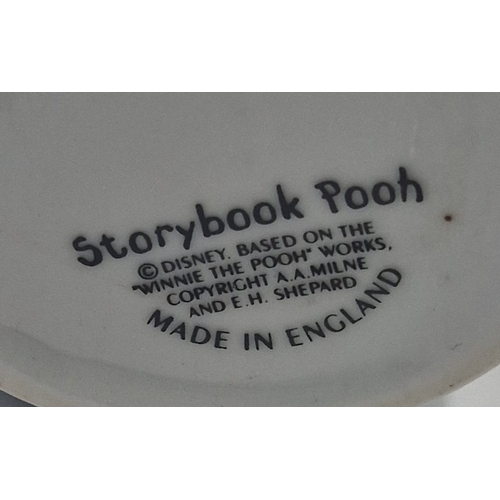 Storybook Pooh
© DISNEY. BASED ON THE
"WINNIE THE POOH" WORKS,
COPYRIGHT A.A.MILNE
AND E.H. SHEPARD
MADE IN ENGLAND